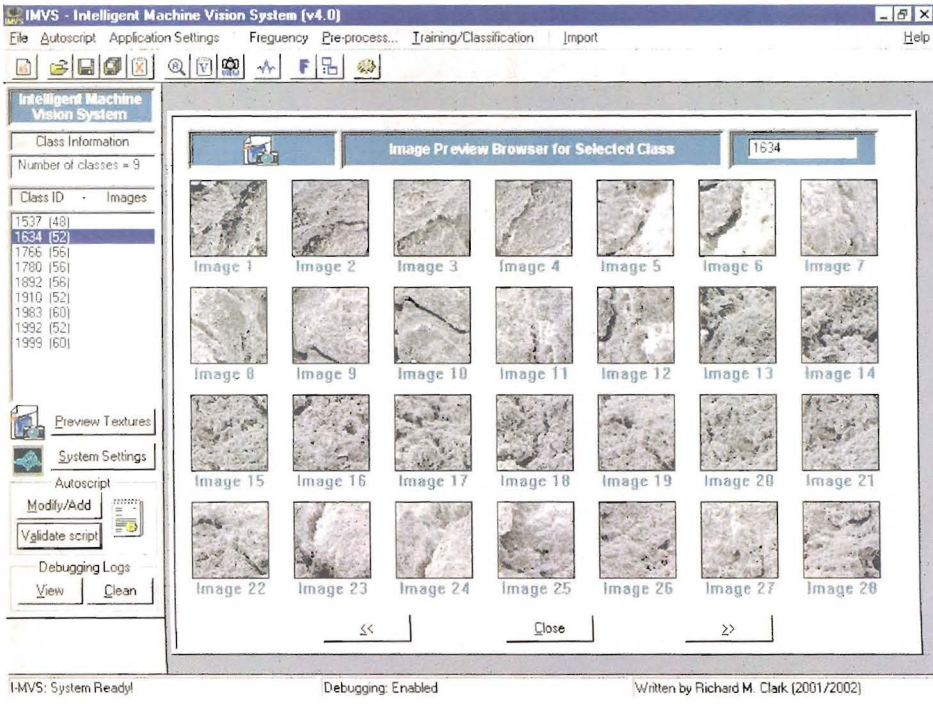 IMVS - Intelligent Machine Vision System (v4.0)
File Autoscript Application Settings Frequency Pre-process... Training/Classification Import Help
Intelligent Machine
Vision System
Class Information
Number of classes = 9
Class ID - Images
1537 (48)
1634 (52)
1766 (56)
1780 (56)
1892 (56)
1910 (52)
1983 (60)
1992 (52)
1999 (60)
Preview Textures
System Settings
Autoscript
Modify/Add
Validate script
Debugging Logs
View Clean
Image Preview Browser for Selected Class 1634
Image 1 Image 2 Image 3 Image 4 Image 5 Image 6 Image 7
Image 8 Image 9 Image 10 Image 11 Image 12 Image 13 Image 14
Image 15 Image 16 Image 17 Image 18 Image 19 Image 20 Image 21
Image 22 Image 23 Image 24 Image 25 Image 26 Image 27 Image 28
<< Close >>
I-MVS: System Ready! Debugging: Enabled Written by Richard M. Clark (2001/2002)